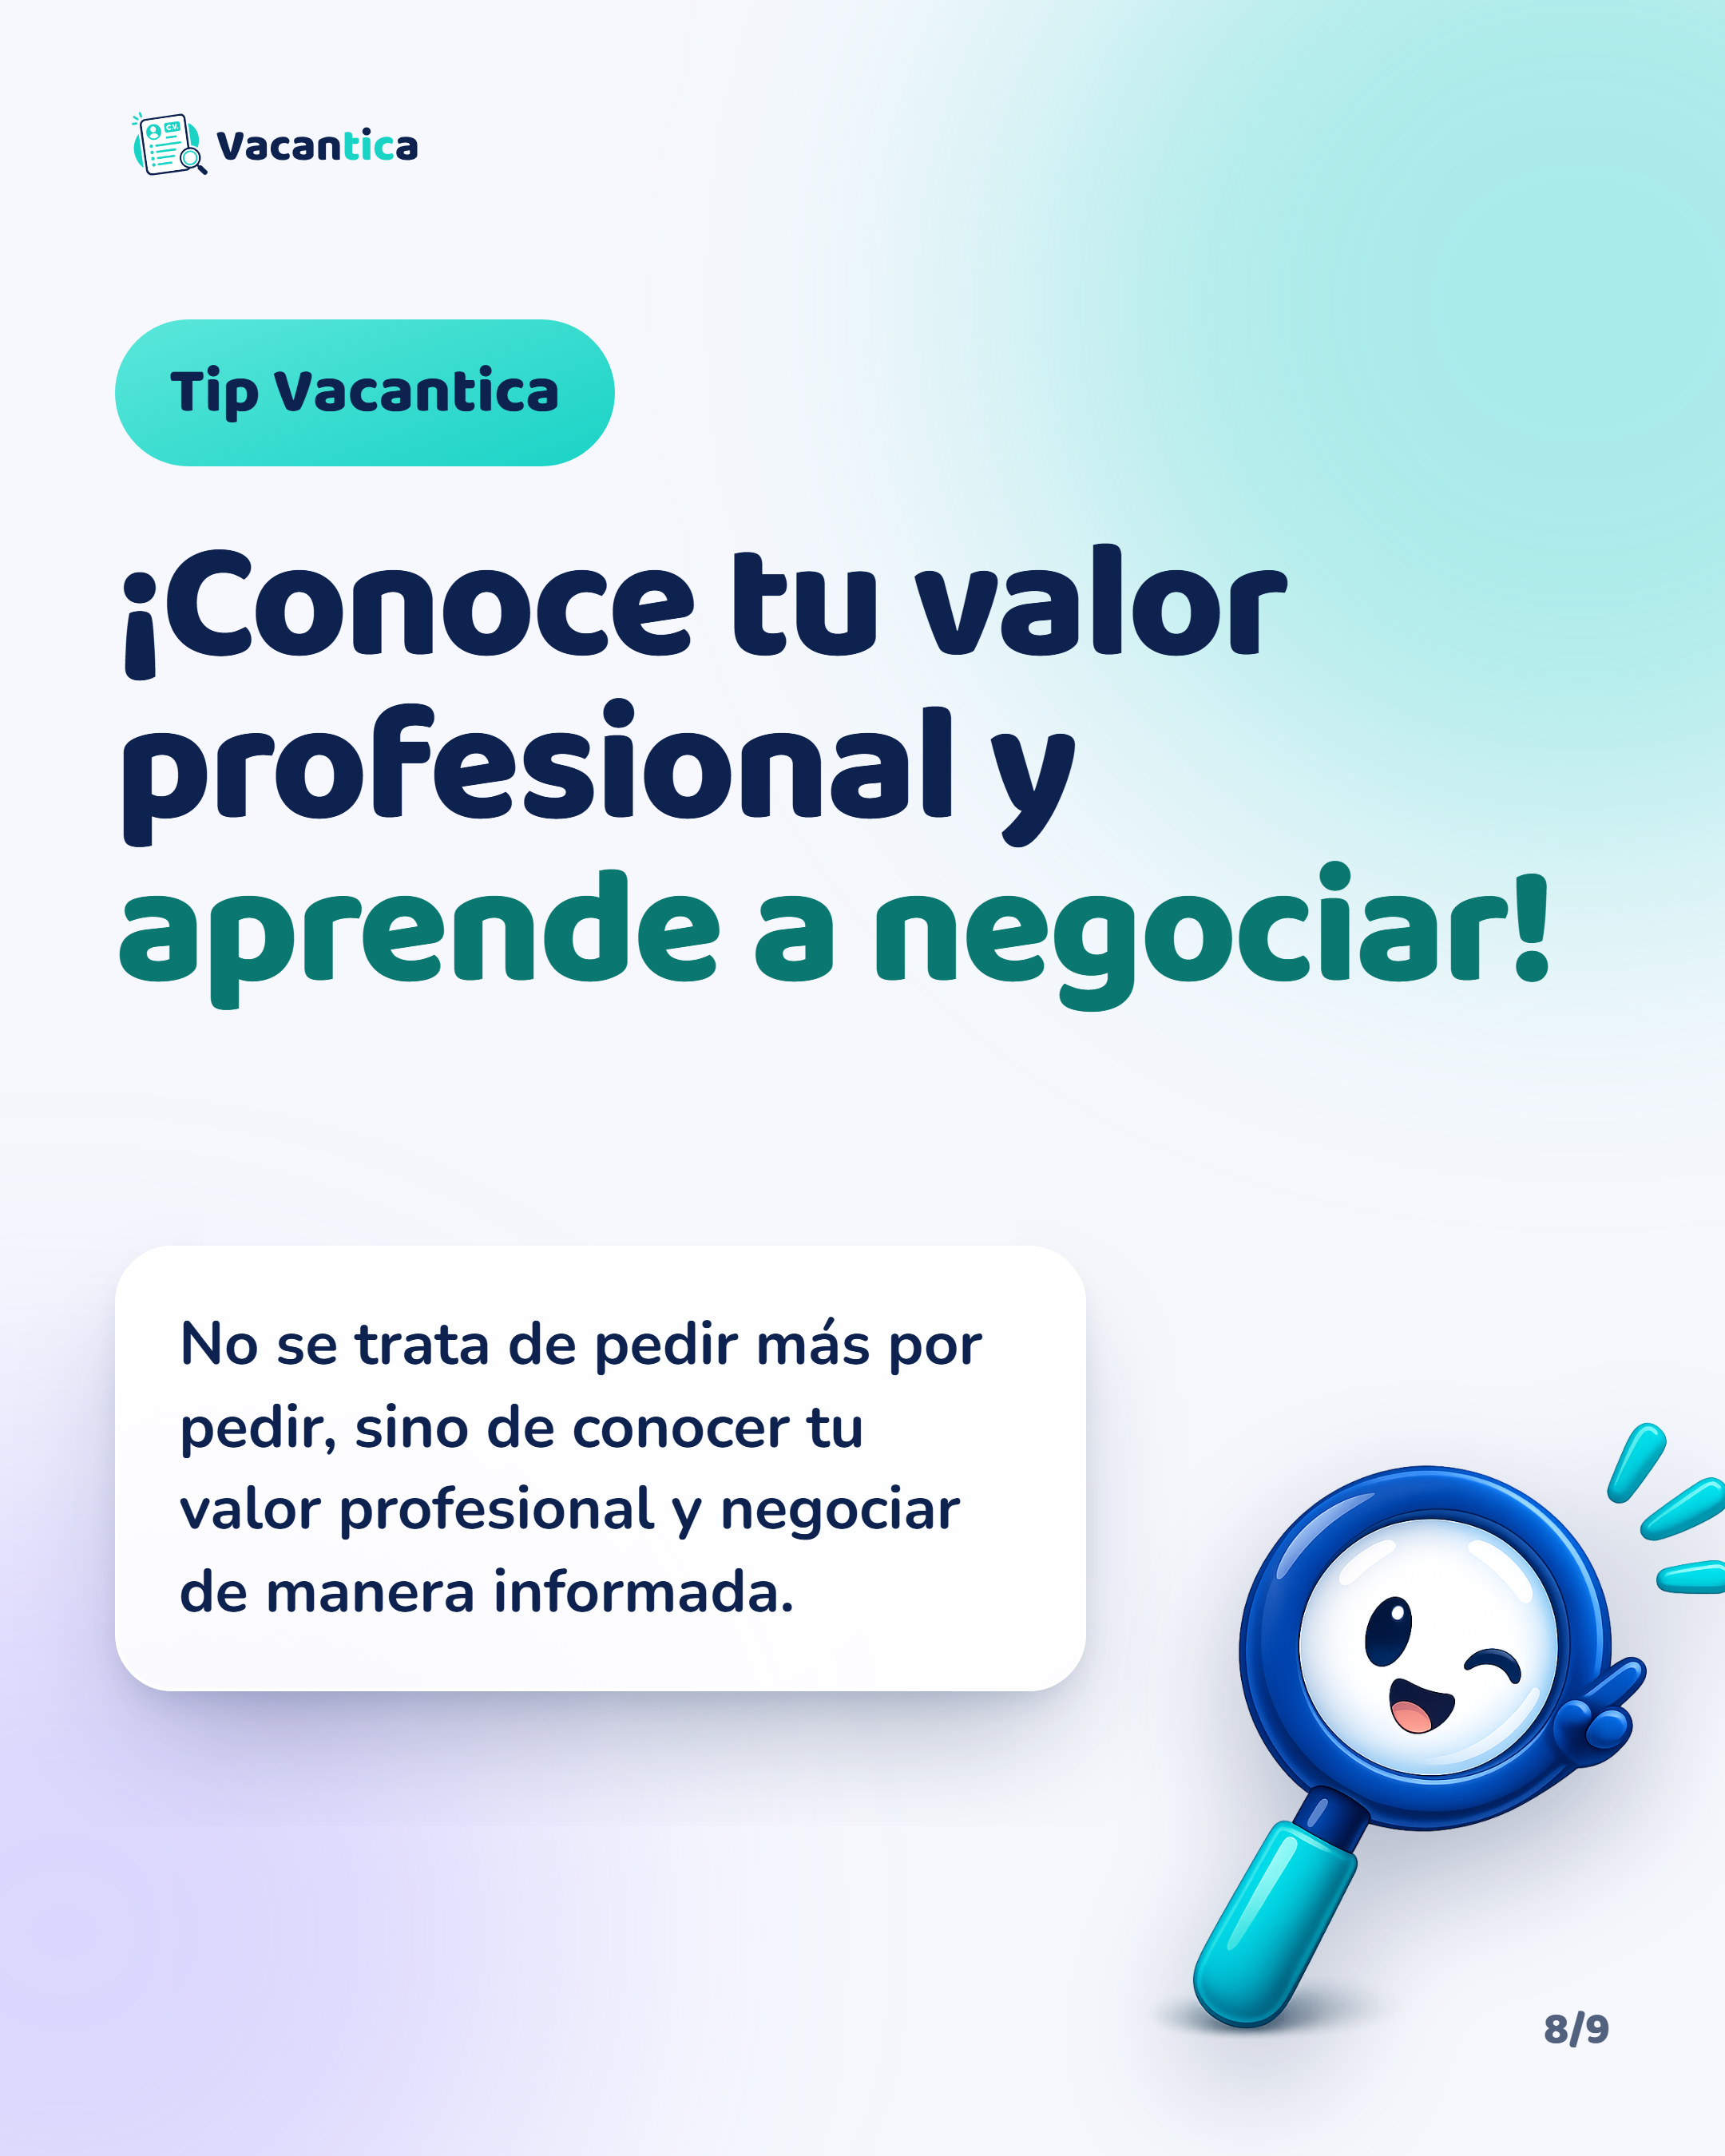 C.V.
Vacantica
Tip Vacantica
¡Conoce tu valor
profesional y
aprende a negociar!
No se trata de pedir más por
pedir, sino de conocer tu
valor profesional y negociar
de manera informada.
8/9